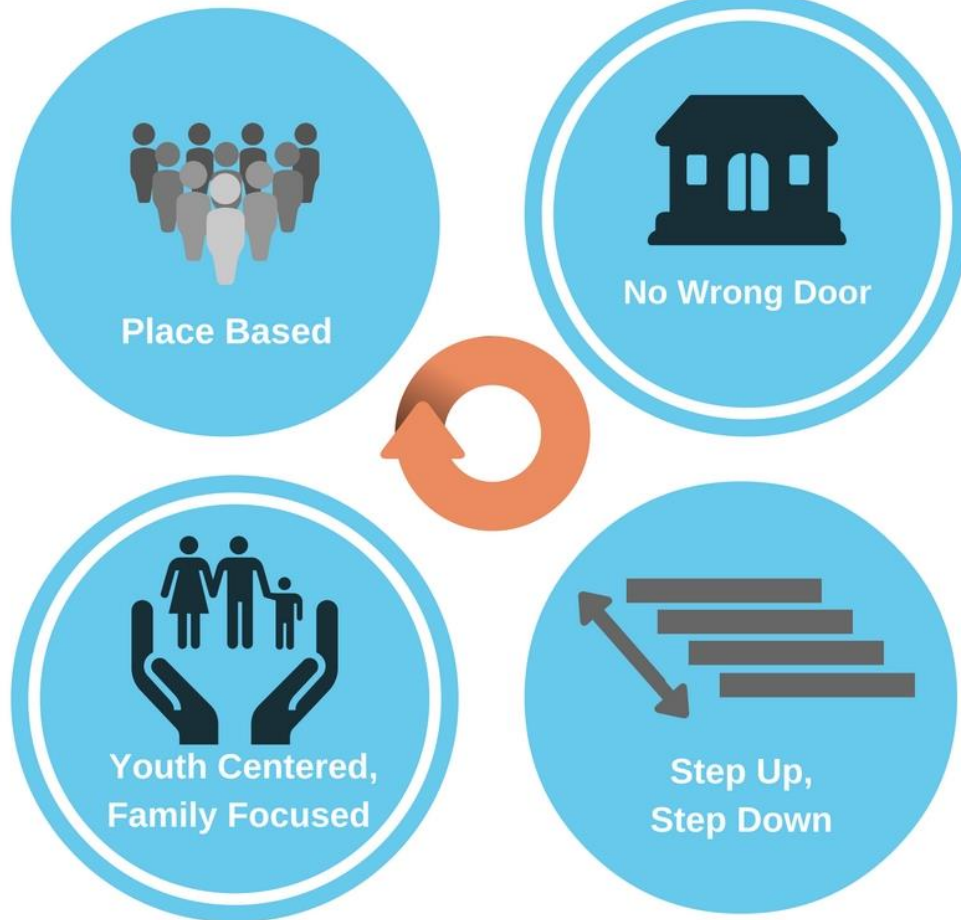 Place Based
No Wrong Door
Youth Centered,
Family Focused
Step Up,
Step Down